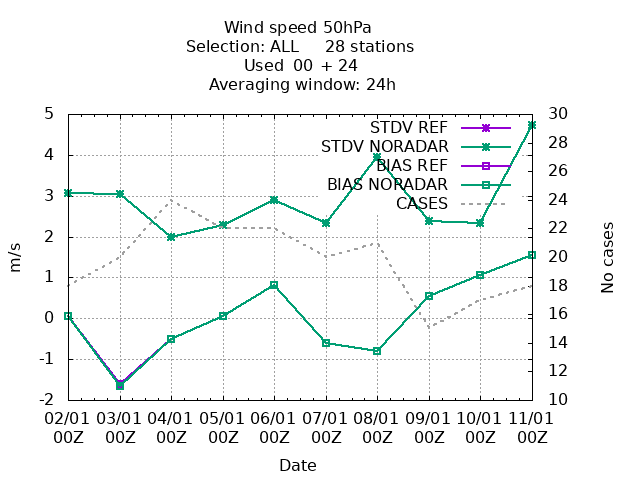 Wind speed 50hPa
Selection: ALL     28 stations
Used  00 + 24
Averaging window: 24h
5
4
3
2
1
0
-1
-2
m/s
30
28
26
24
22
20
18
16
14
12
10
No cases
STDV REF
STDV NORADAR
BIAS REF
BIAS NORADAR
CASES
02/01 03/01 04/01 05/01 06/01 07/01 08/01 09/01 10/01 11/01
00Z 00Z 00Z 00Z 00Z 00Z 00Z 00Z 00Z 00Z
Date